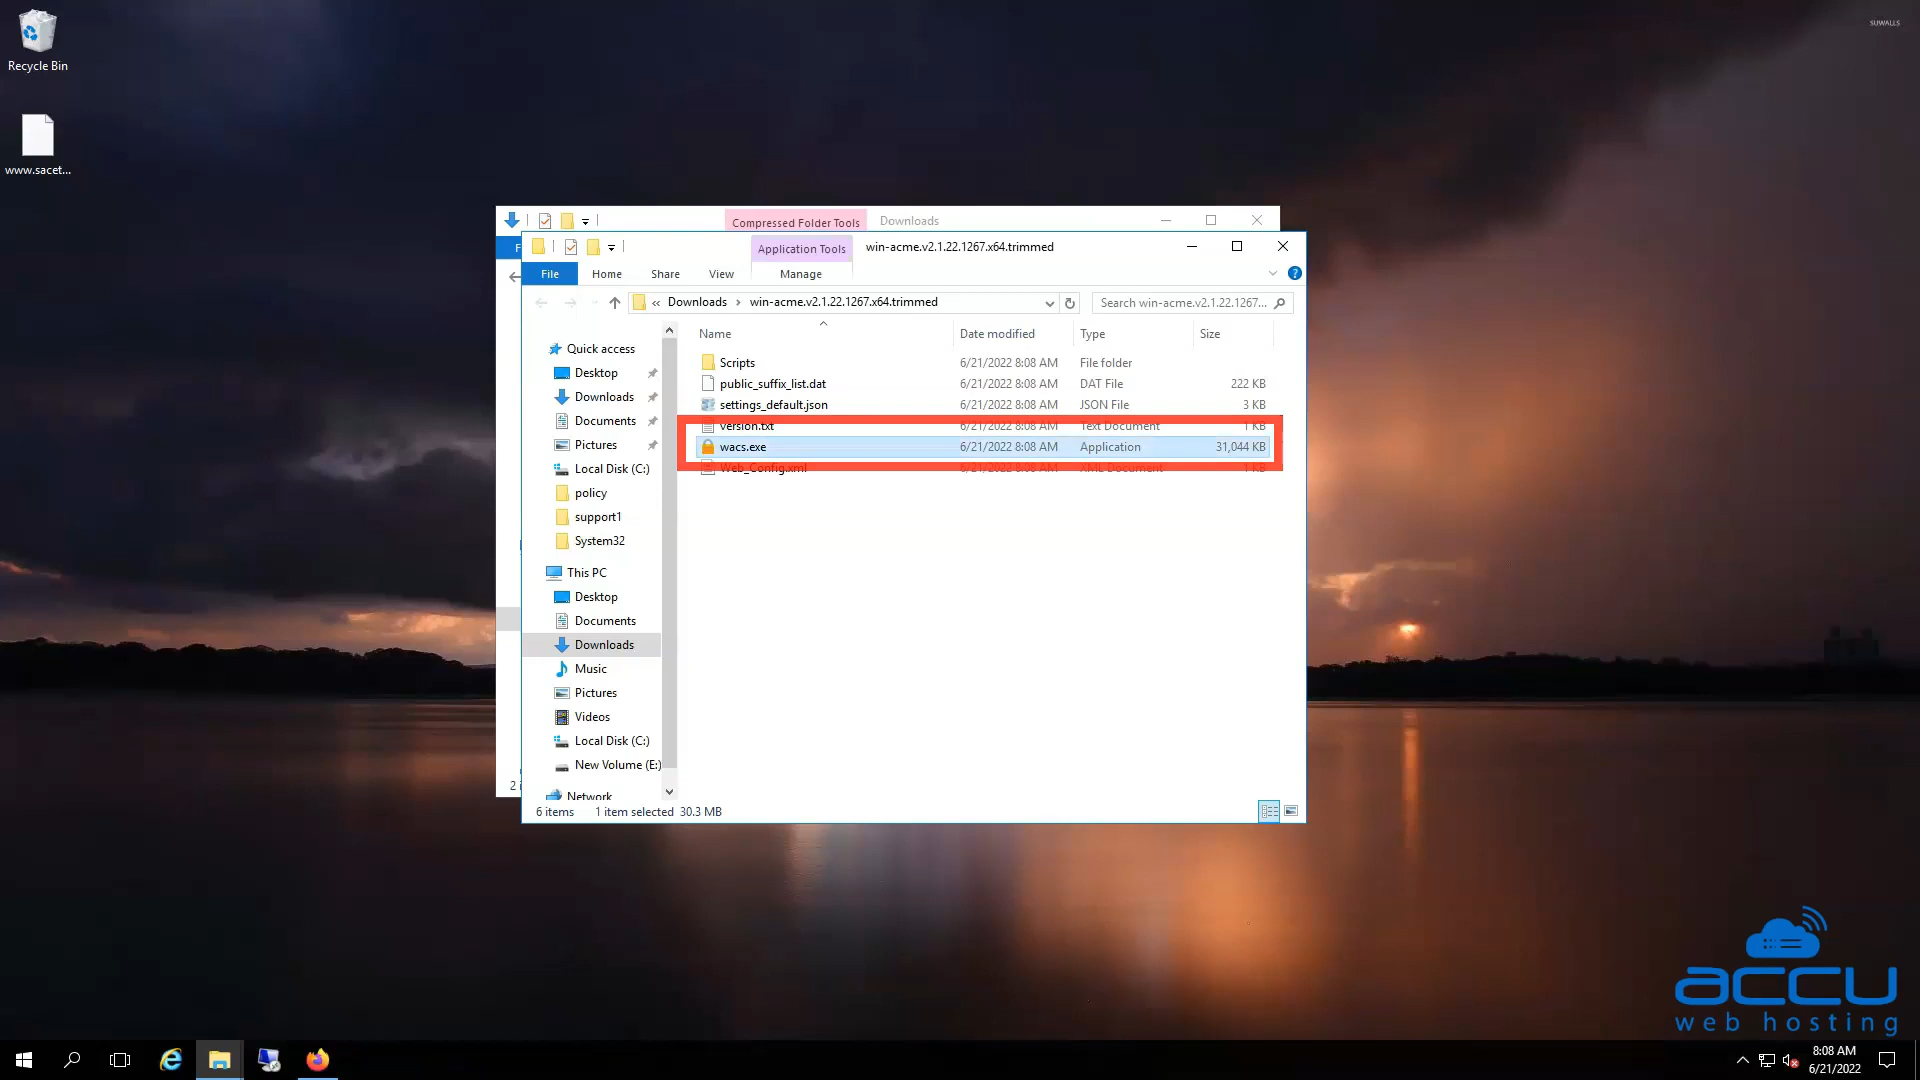 SUWALLS
Recycle Bin
www.sacet...
Compressed Folder Tools
Downloads
Application Tools
win-acme.v2.1.22.1267.x64.trimmed
F
File
Home
Share
View
Manage
« Downloads > win-acme.v2.1.22.1267.x64.trimmed
Search win-acme.v2.1.22.1267...
Name
Date modified
Type
Size
Quick access
Desktop
Downloads
Documents
Pictures
Local Disk (C:)
policy
support1
System32
This PC
Desktop
Documents
Downloads
Music
Pictures
Videos
Local Disk (C:)
New Volume (E:)
Network
Scripts 6/21/2022 8:08 AM File folder
public_suffix_list.dat 6/21/2022 8:08 AM DAT File 222 KB
settings_default.json 6/21/2022 8:08 AM JSON File 3 KB
version.txt 6/21/2022 8:08 AM Text Document 1 KB
wacs.exe 6/21/2022 8:08 AM Application 31,044 KB
Web_Config.xml 6/21/2022 8:08 AM XML Document 1 KB
2 i
6 items 1 item selected 30.3 MB
accu
web hosting
8:08 AM
6/21/2022